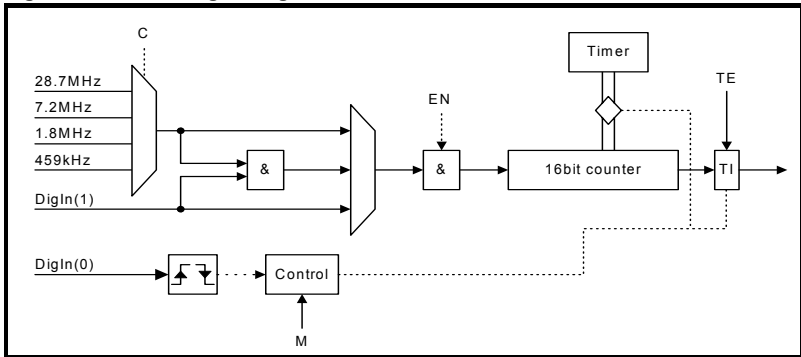 C
Timer
28.7MHz
TE
7.2MHz
EN
1.8MHz
459kHz
&
&
16bit counter
TI
DigIn(1)
DigIn(0)
Control
M